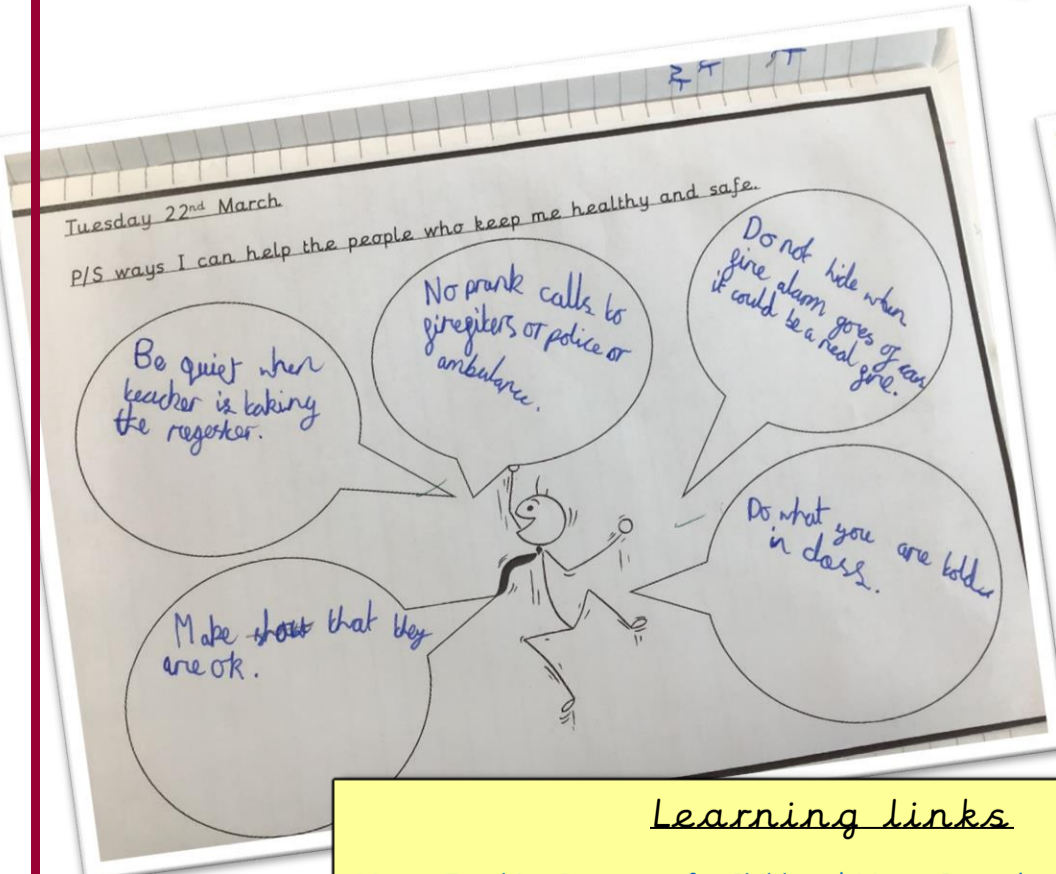 Tuesday 22nd March.
P/S ways I can help the people who keep me healthy and safe.
Be quiet when
teacher is taking
the regester.
No prank calls to
firefiters or police or
ambulance.
Do not hide when
fire alarm goes of
it could be a real
fire.
Make that they
are ok.
Do what you are told
in class.
Learning links